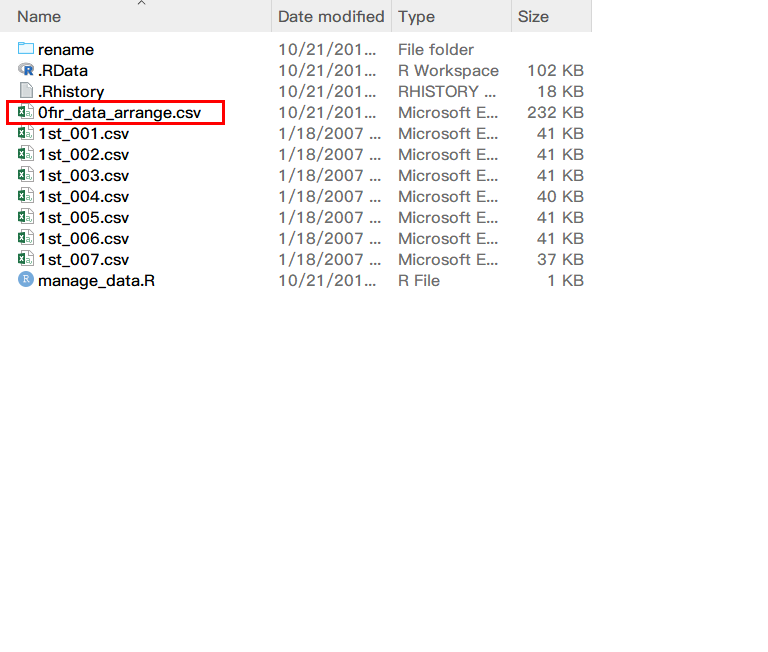 Name Date modified Type Size
rename 10/21/201... File folder
.RData 10/21/201... R Workspace 102 KB
.Rhistory 10/21/201... RHISTORY ... 18 KB
0fir_data_arrange.csv 10/21/201... Microsoft E... 232 KB
1st_001.csv 1/18/2007 ... Microsoft E... 41 KB
1st_002.csv 1/18/2007 ... Microsoft E... 41 KB
1st_003.csv 1/18/2007 ... Microsoft E... 41 KB
1st_004.csv 1/18/2007 ... Microsoft E... 40 KB
1st_005.csv 1/18/2007 ... Microsoft E... 41 KB
1st_006.csv 1/18/2007 ... Microsoft E... 41 KB
1st_007.csv 1/18/2007 ... Microsoft E... 37 KB
manage_data.R 10/21/201... R File 1 KB